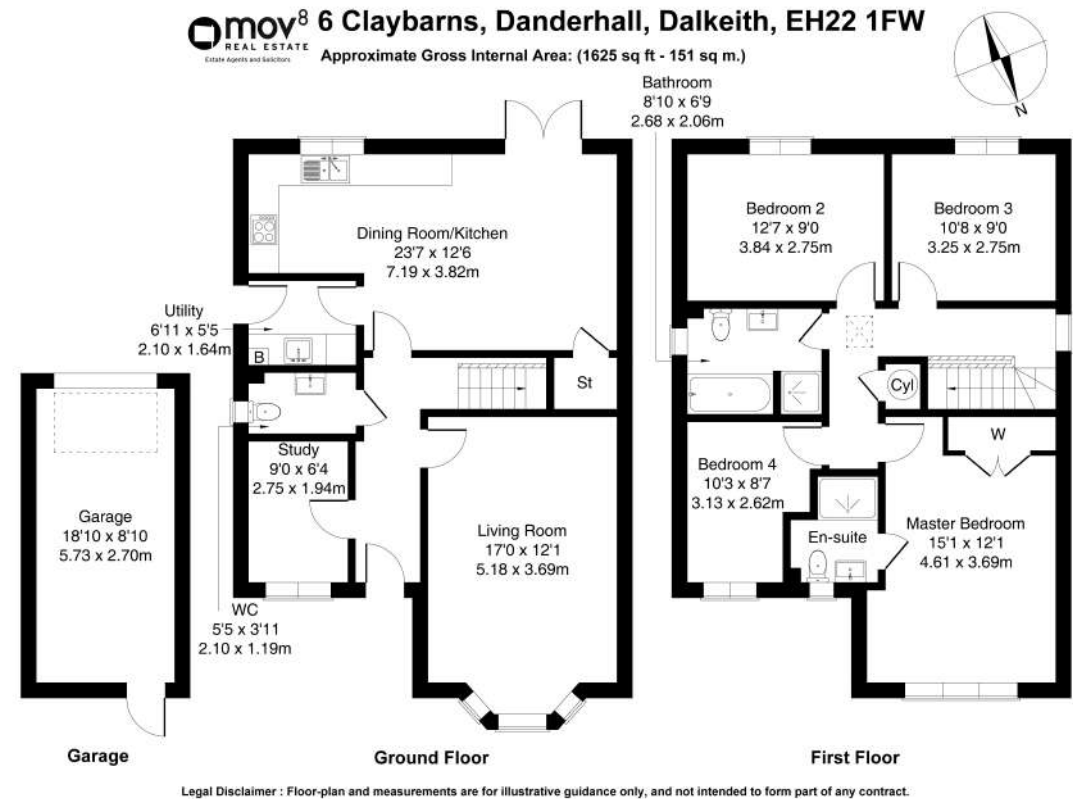 mov8
REAL ESTATE
Estate Agents and Solicitors
6 Claybarns, Danderhall, Dalkeith, EH22 1FW
Approximate Gross Internal Area: (1625 sq ft - 151 sq m.)
N
Dining Room/Kitchen
23'7 x 12'6
7.19 x 3.82m
Utility
6'11 x 5'5
2.10 x 1.64m
B
St
Study
9'0 x 6'4
2.75 x 1.94m
Living Room
17'0 x 12'1
5.18 x 3.69m
WC
5'5 x 3'11
2.10 x 1.19m
Garage
18'10 x 8'10
5.73 x 2.70m
Bathroom
8'10 x 6'9
2.68 x 2.06m
Bedroom 2
12'7 x 9'0
3.84 x 2.75m
Bedroom 3
10'8 x 9'0
3.25 x 2.75m
Cyl
W
Bedroom 4
10'3 x 8'7
3.13 x 2.62m
En-suite
Master Bedroom
15'1 x 12'1
4.61 x 3.69m
Garage
Ground Floor
First Floor
Legal Disclaimer : Floor-plan and measurements are for illustrative guidance only, and not intended to form part of any contract.